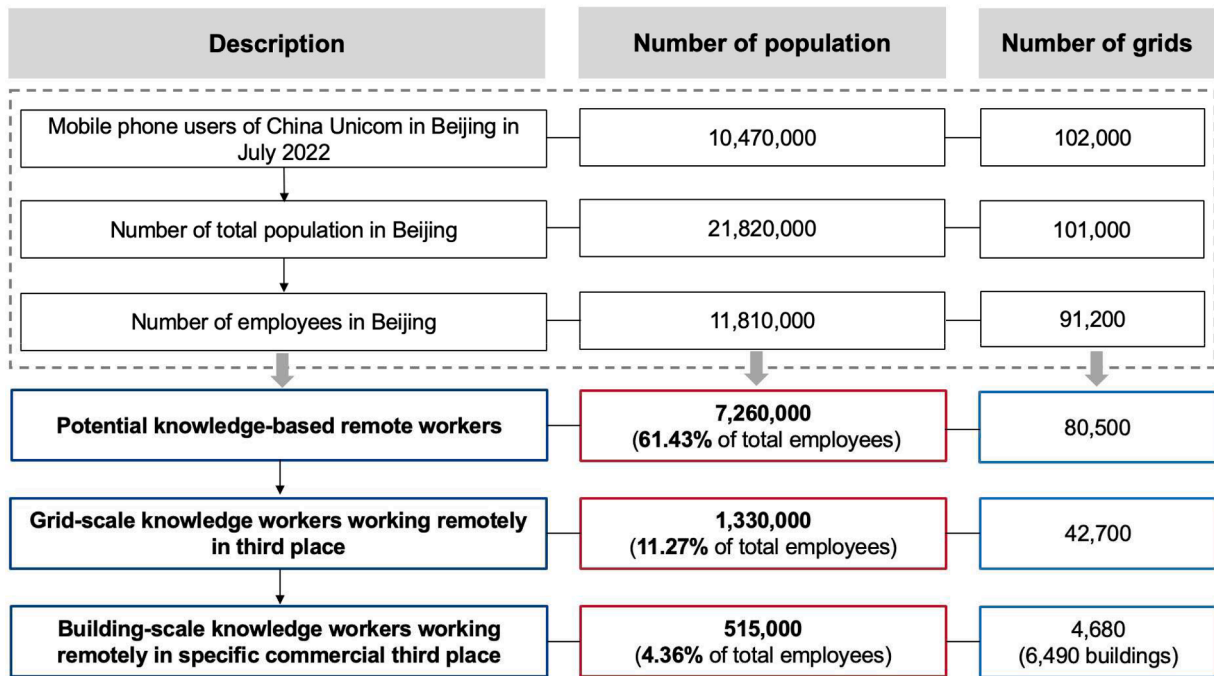 Description
Number of population
Number of grids
Mobile phone users of China Unicom in Beijing in
July 2022
10,470,000
102,000
Number of total population in Beijing
21,820,000
101,000
Number of employees in Beijing
11,810,000
91,200
Potential knowledge-based remote workers
7,260,000
(61.43% of total employees)
80,500
Grid-scale knowledge workers working remotely
in third place
1,330,000
(11.27% of total employees)
42,700
Building-scale knowledge workers working
remotely in specific commercial third place
515,000
(4.36% of total employees)
4,680
(6,490 buildings)